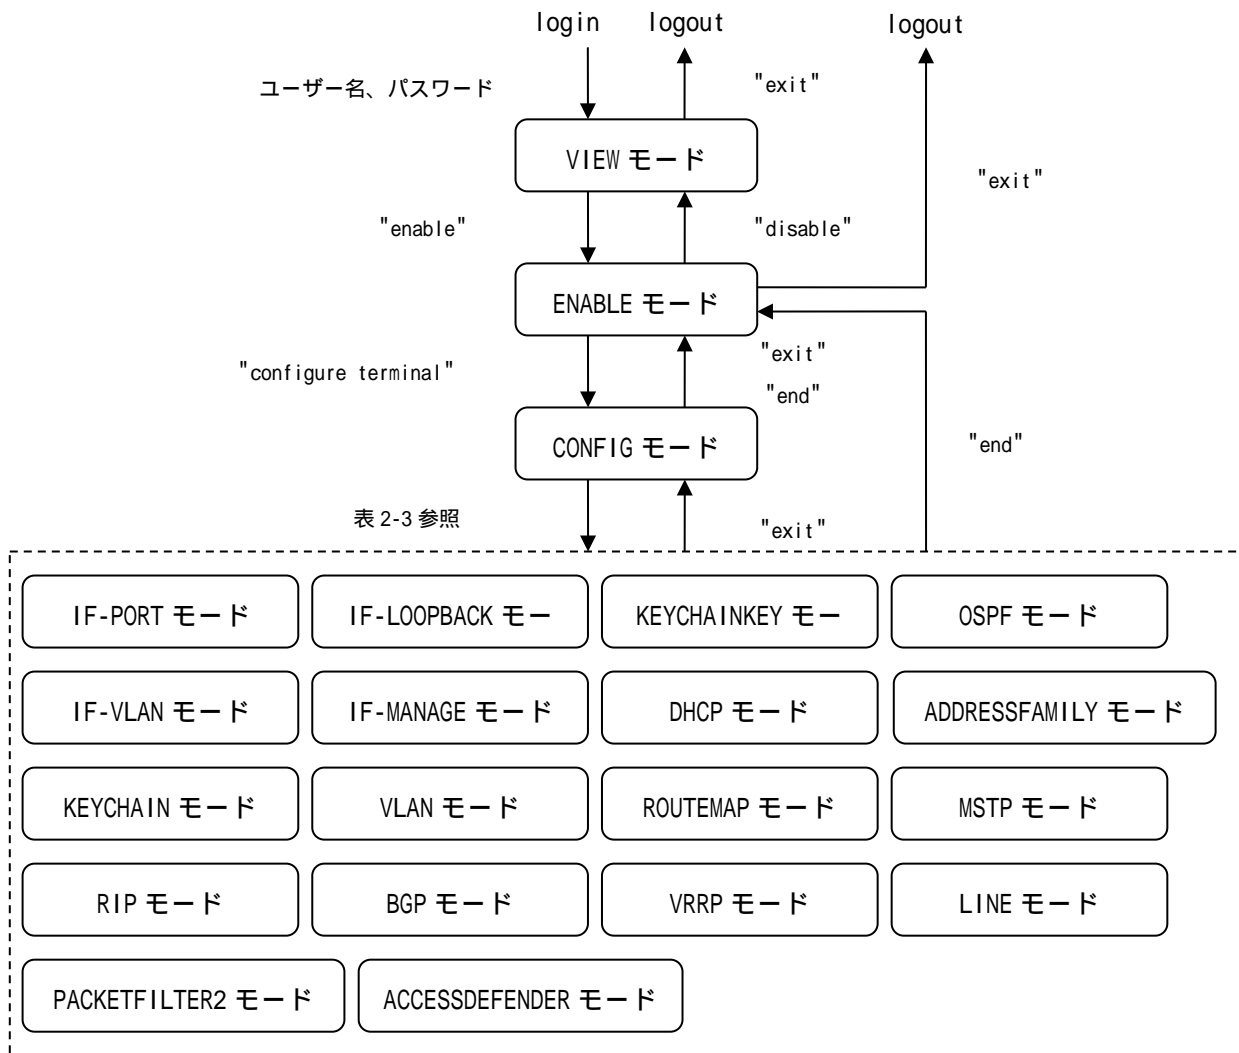 login
logout
logout
ユーザー名、パスワード
"exit"
VIEW モード
"exit"
"enable"
"disable"
ENABLE モード
"configure terminal"
"exit"
"end"
CONFIG モード
"end"
表 2-3 参照
"exit"
IF-PORT モード
IF-LOOPBACK モー
KEYCHAINKEY モー
OSPF モード
IF-VLAN モード
IF-MANAGE モード
DHCP モード
ADDRESSFAMILY モード
KEYCHAIN モード
VLAN モード
ROUTEMAP モード
MSTP モード
RIP モード
BGP モード
VRRP モード
LINE モード
PACKETFILTER2 モード
ACCESSDEFENDER モード